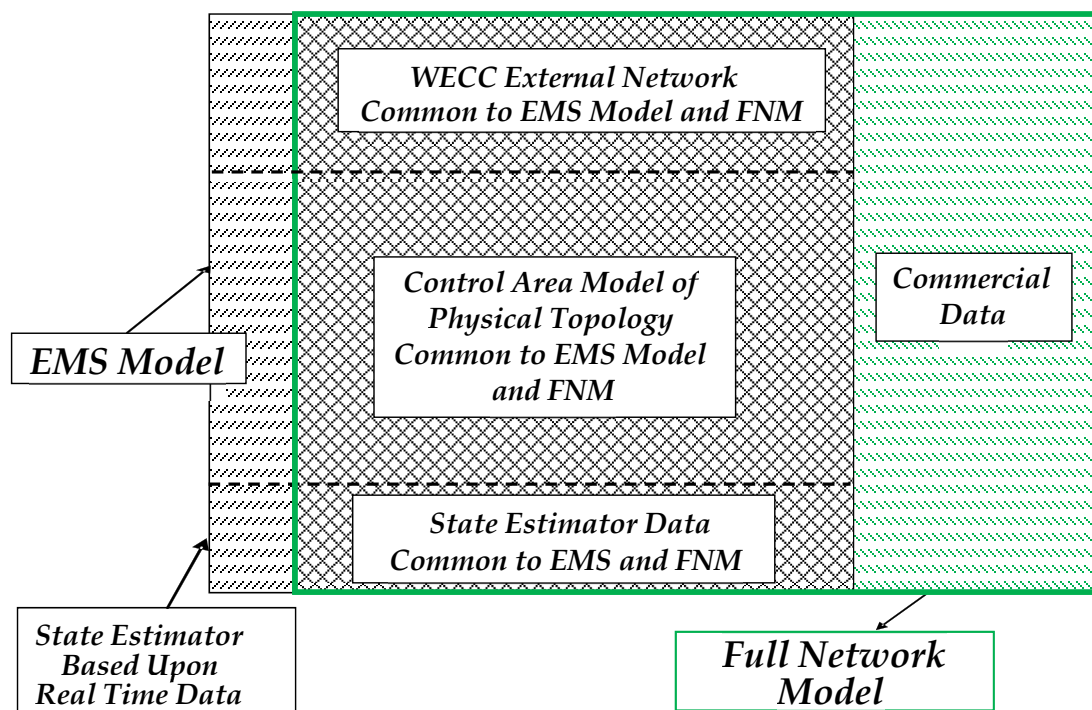 WECC External Network
Common to EMS Model and FNM
Control Area Model of
Physical Topology
Common to EMS Model
and FNM
Commercial
Data
EMS Model
State Estimator Data
Common to EMS and FNM
State Estimator
Based Upon
Real Time Data
Full Network
Model